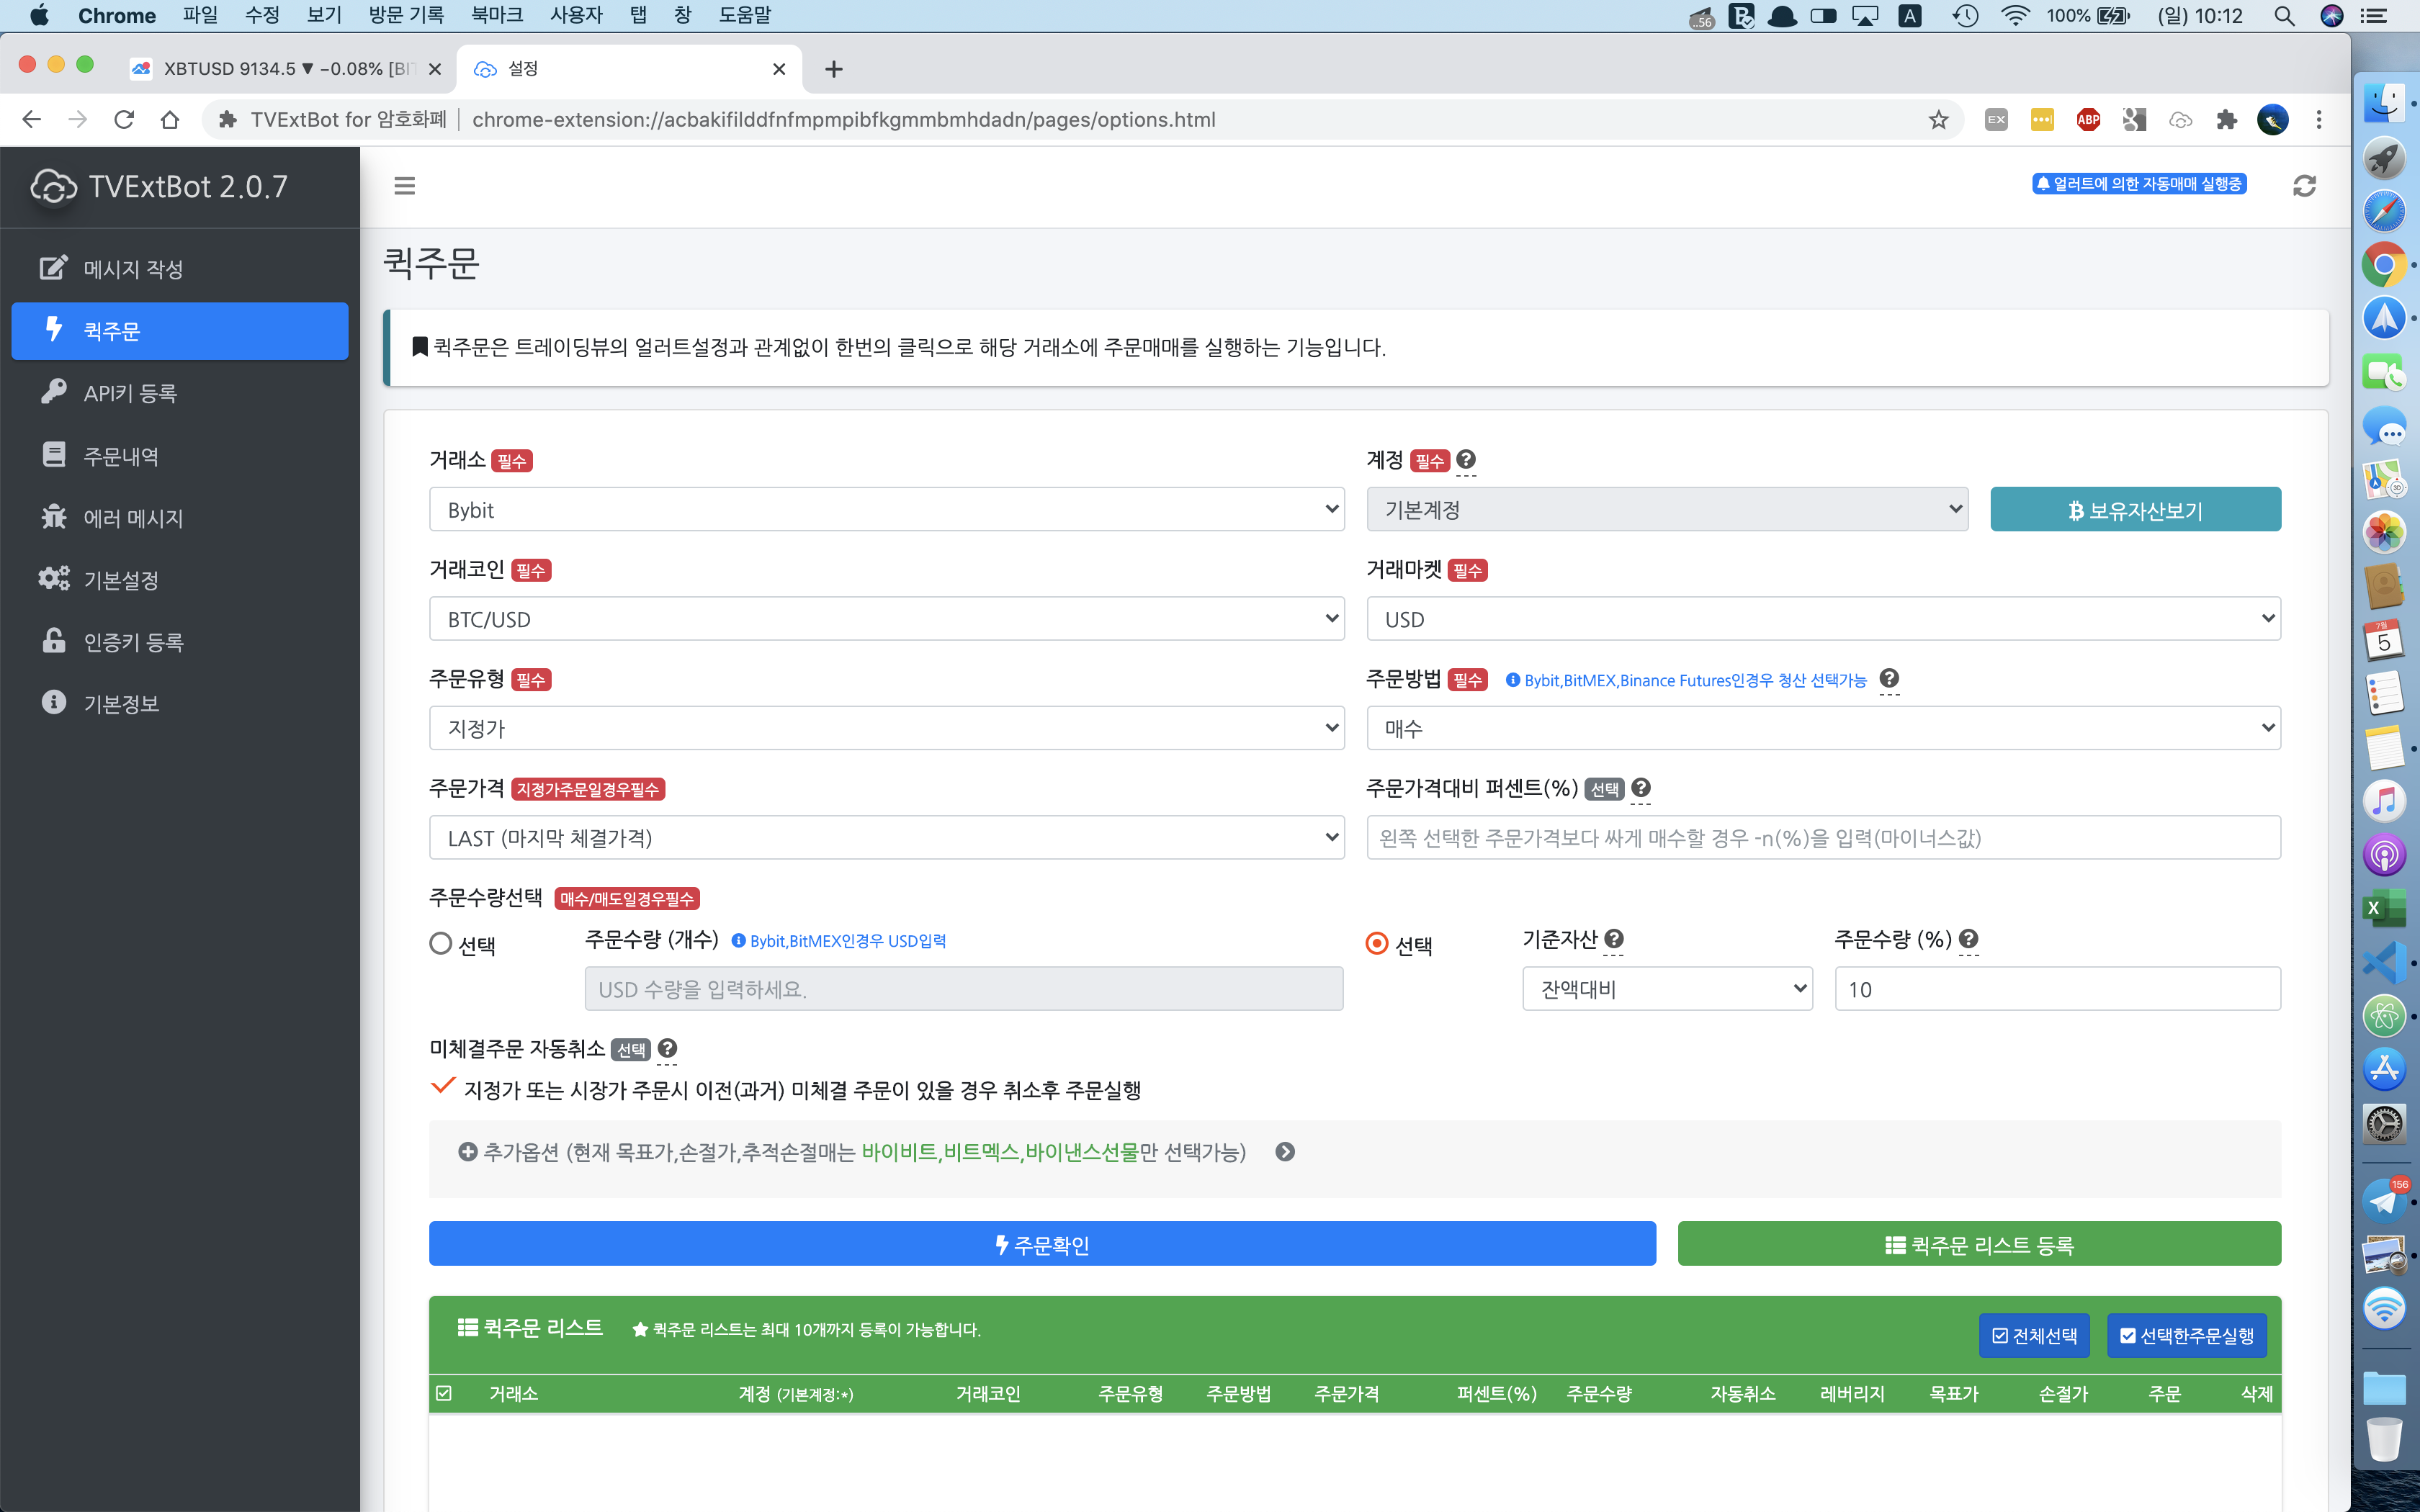 Chrome 파일 수정 보기 방문 기록 북마크 사용자 탭 창 도움말
..56 A 100% (일) 10:12
XBTUSD 9134.5 ▼ −0.08% [BI
설정
TVExtBot for 암호화폐 | chrome-extension://acbakifilddfnfmpmpibfkgmmbmhdadn/pages/options.html
EX ABP
TVExtBot 2.0.7
얼러트에 의한 자동매매 실행중
메시지 작성
퀵주문
API키 등록
주문내역
에러 메시지
기본설정
인증키 등록
기본정보
퀵주문
퀵주문은 트레이딩뷰의 얼러트설정과 관계없이 한번의 클릭으로 해당 거래소에 주문매매를 실행하는 기능입니다.
거래소 필수
계정 필수
Bybit
기본계정
보유자산보기
거래코인 필수
거래마켓 필수
BTC/USD
USD
주문유형 필수
주문방법 필수 Bybit,BitMEX,Binance Futures인경우 청산 선택가능
지정가
매수
주문가격 지정가주문일경우필수
주문가격대비 퍼센트(%) 선택
LAST (마지막 체결가격)
왼쪽 선택한 주문가격보다 싸게 매수할 경우 -n(%)을 입력(마이너스값)
주문수량선택 매수/매도일경우필수
선택
주문수량 (개수) Bybit,BitMEX인경우 USD입력
USD 수량을 입력하세요.
선택
기준자산
주문수량 (%)
잔액대비
10
미체결주문 자동취소 선택
지정가 또는 시장가 주문시 이전(과거) 미체결 주문이 있을 경우 취소후 주문실행
추가옵션 (현재 목표가,손절가,추적손절매는 바이비트,비트멕스,바이낸스선물만 선택가능)
주문확인
퀵주문 리스트 등록
퀵주문 리스트 퀵주문 리스트는 최대 10개까지 등록이 가능합니다.
전체선택
선택한주문실행
거래소 계정 (기본계정:*) 거래코인 주문유형 주문방법 주문가격 퍼센트(%) 주문수량 자동취소 레버리지 목표가 손절가 주문 삭제
7월
5
156